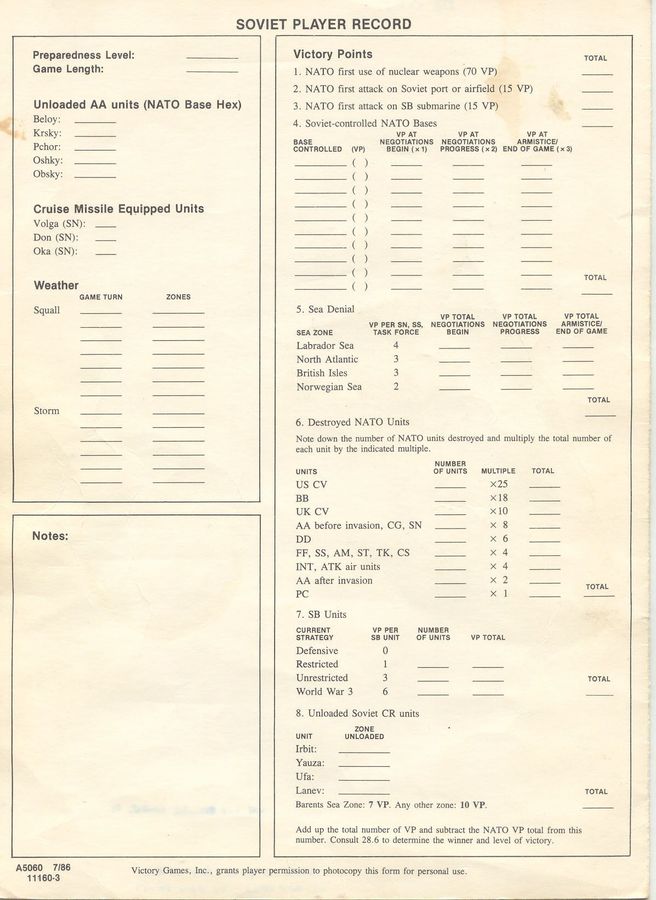 SOVIET PLAYER RECORD
Preparedness Level:
Game Length:
Unloaded AA units (NATO Base Hex)
Beloy:
Krsky:
Pchor:
Oshky:
Obsky:
Cruise Missile Equipped Units
Volga (SN):
Don (SN):
Oka (SN):
Weather
GAME TURN ZONES
Squall
Storm
Notes:
Victory Points TOTAL
1. NATO first use of nuclear weapons (70 VP)
2. NATO first attack on Soviet port or airfield (15 VP)
3. NATO first attack on SB submarine (15 VP)
4. Soviet-controlled NATO Bases
VP AT VP AT VP AT
BASE NEGOTIATIONS NEGOTIATIONS ARMISTICE/
CONTROLLED (VP) BEGIN (×1) PROGRESS (×2) END OF GAME (×3)
( )
( )
( )
( )
( )
( )
( )
( )
( )
( )
TOTAL
5. Sea Denial
VP PER SN, SS, VP TOTAL VP TOTAL VP TOTAL
SEA ZONE TASK FORCE NEGOTIATIONS BEGIN NEGOTIATIONS PROGRESS ARMISTICE/ END OF GAME
Labrador Sea 4
North Atlantic 3
British Isles 3
Norwegian Sea 2
TOTAL
6. Destroyed NATO Units
Note down the number of NATO units destroyed and multiply the total number of
each unit by the indicated multiple.
UNITS NUMBER OF UNITS MULTIPLE TOTAL
US CV ×25
BB ×18
UK CV ×10
AA before invasion, CG, SN × 8
DD × 6
FF, SS, AM, ST, TK, CS × 4
INT, ATK air units × 4
AA after invasion × 2
TOTAL
PC × 1
7. SB Units
CURRENT VP PER NUMBER
STRATEGY SB UNIT OF UNITS VP TOTAL
Defensive 0
Restricted 1
Unrestricted 3 TOTAL
World War 3 6
8. Unloaded Soviet CR units
ZONE
UNIT UNLOADED
Irbit:
Yauza:
Ufa:
Lanev: TOTAL
Barents Sea Zone: 7 VP. Any other zone: 10 VP.
Add up the total number of VP and subtract the NATO VP total from this
number. Consult 28.6 to determine the winner and level of victory.
A5060 7/86
11160-3
Victory Games, Inc., grants player permission to photocopy this form for personal use.